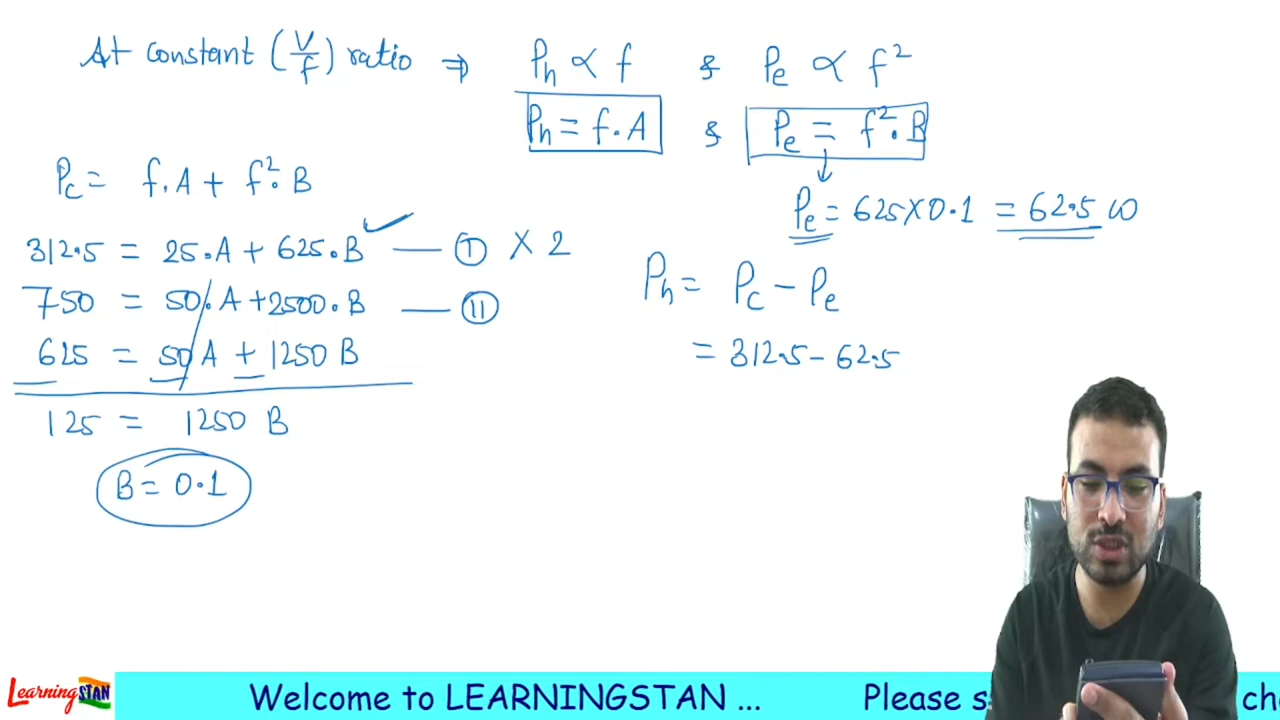 At constant (V/f) ratio ⇒ Ph ∝ f & Pe ∝ f²
Ph = f.A & Pe = f².B
Pc = f.A + f².B
Pe = 625×0.1 = 62.5 W
312.5 = 25.A + 625.B — (I) × 2
Ph = Pc - Pe
750 = 50.A + 2500.B — (II)
= 312.5 - 62.5
625 = 50A + 1250 B
125 = 1250 B
B = 0.1
LearningSTAN
Welcome to LEARNINGSTAN ... Please s